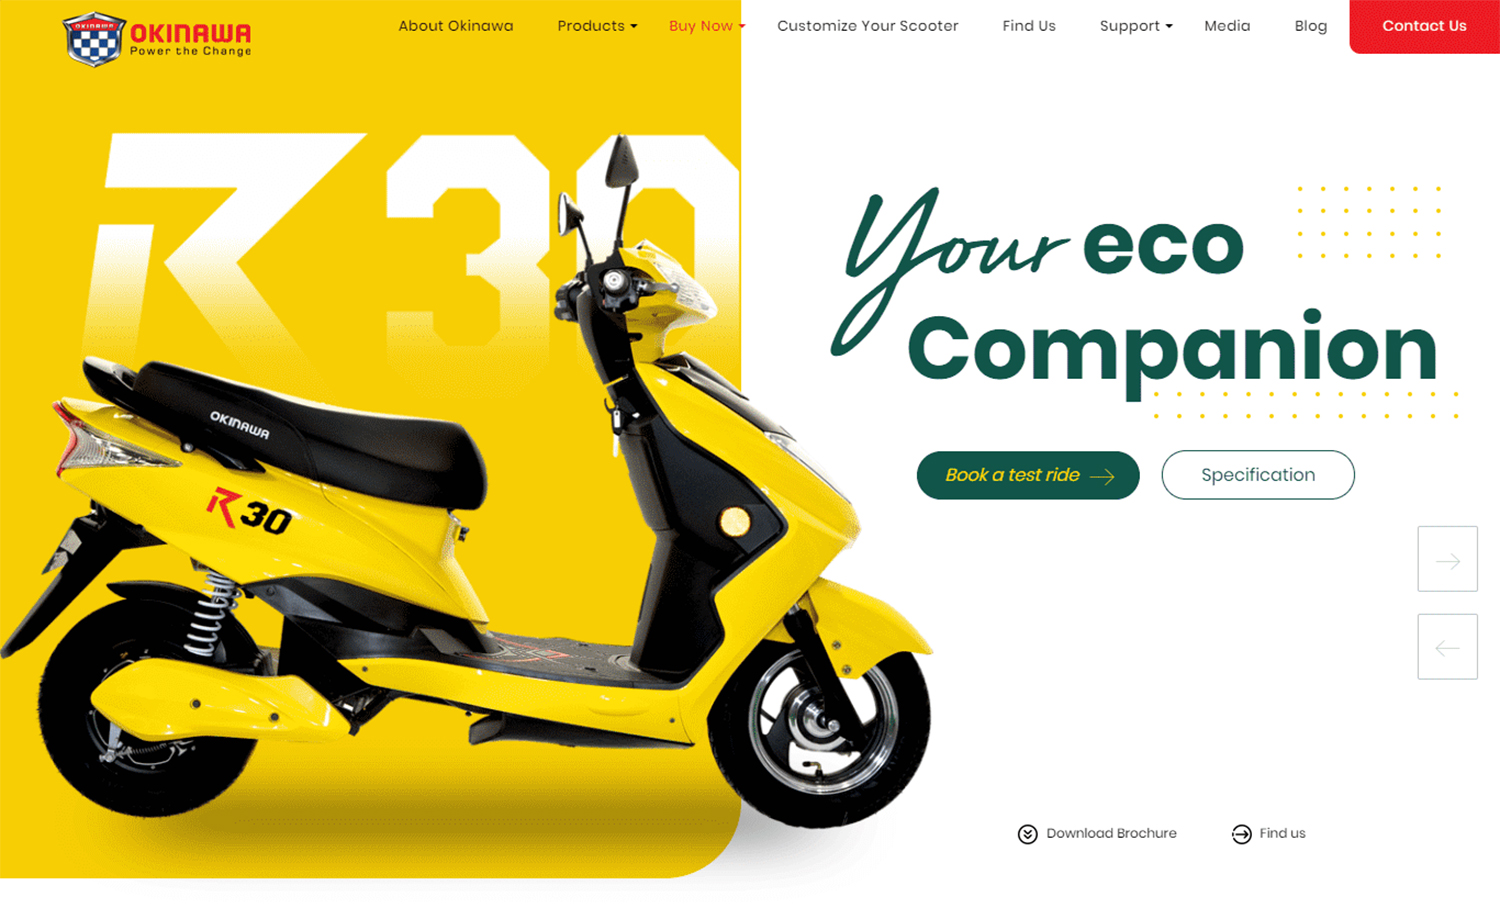 OKINAWA
OKINAWA
Power the Change
About Okinawa
Products
Buy Now
Customize Your Scooter
Find Us
Support
Media
Blog
Contact Us
R30
Your eco
Companion
OKINAWA
R30
Book a test ride
Specification
Download Brochure
Find us